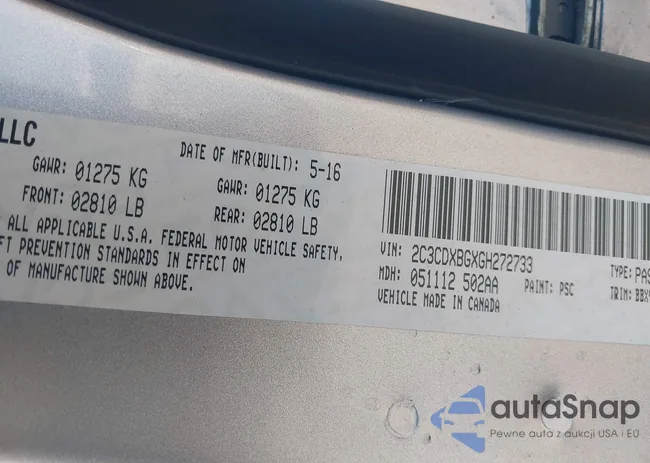 LLC
DATE OF MFR(BUILT): 5-16
GAWR: 01275 KG GAWR: 01275 KG
FRONT: 02810 LB REAR: 02810 LB
ALL APPLICABLE U.S.A. FEDERAL MOTOR VEHICLE SAFETY,
FT PREVENTION STANDARDS IN EFFECT ON
OF MANUFACTURE SHOWN ABOVE.
VIN: 2C3CDXBGXGH272733 TYPE: PAS
MDH: 051112 502AA PAINT: PSC TRIM: BBX
VEHICLE MADE IN CANADA
autaSnap
Pewne auta z aukcji USA i EU